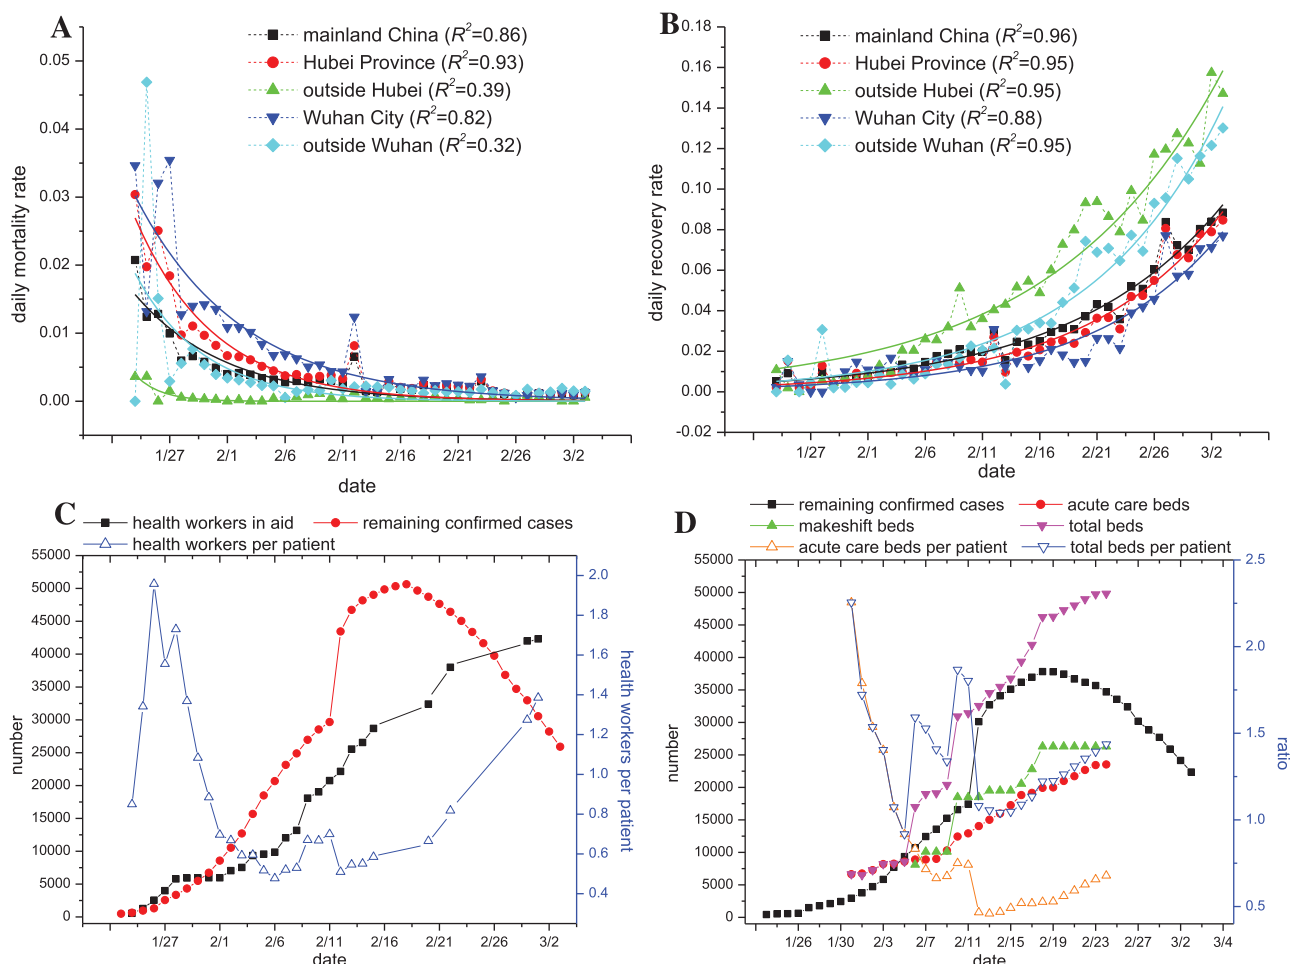 A
mainland China (R²=0.86)
Hubei Province (R²=0.93)
outside Hubei (R²=0.39)
Wuhan City (R²=0.82)
outside Wuhan (R²=0.32)
daily mortality rate
0.05
0.04
0.03
0.02
0.01
0.00
1/27 2/1 2/6 2/11 2/16 2/21 2/26 3/2
date
B
mainland China (R²=0.96)
Hubei Province (R²=0.95)
outside Hubei (R²=0.95)
Wuhan City (R²=0.88)
outside Wuhan (R²=0.95)
daily recovery rate
0.18
0.16
0.14
0.12
0.10
0.08
0.06
0.04
0.02
0.00
-0.02
1/27 2/1 2/6 2/11 2/16 2/21 2/26 3/2
date
C
health workers in aid remaining confirmed cases
health workers per patient
number
55000
50000
45000
40000
35000
30000
25000
20000
15000
10000
5000
0
2.0
1.8
1.6
1.4
1.2
1.0
0.8
0.6
0.4
health workers per patient
1/27 2/1 2/6 2/11 2/16 2/21 2/26 3/2
date
D
remaining confirmed cases acute care beds
makeshift beds total beds
acute care beds per patient total beds per patient
number
55000
50000
45000
40000
35000
30000
25000
20000
15000
10000
5000
0
2.5
2.0
1.5
1.0
0.5
ratio
1/26 1/30 2/3 2/7 2/11 2/15 2/19 2/23 2/27 3/2 3/4
date